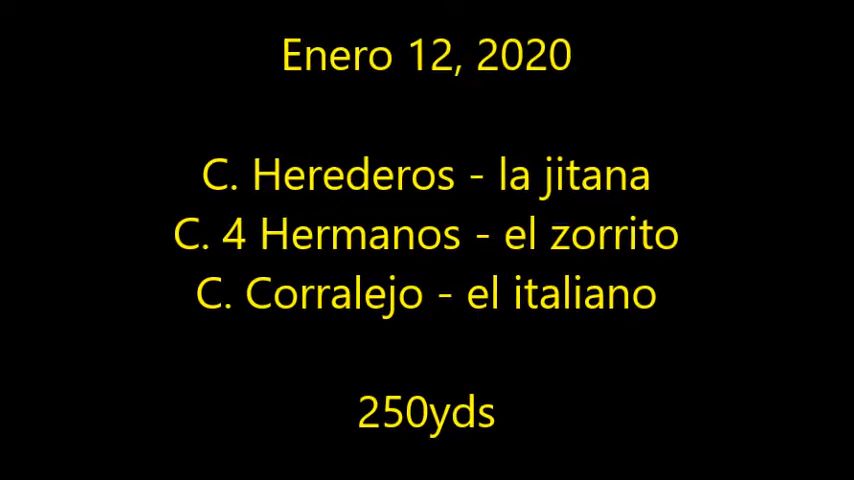 Enero 12, 2020
C. Herederos - la jitana
C. 4 Hermanos - el zorrito
C. Corralejo - el italiano
250yds